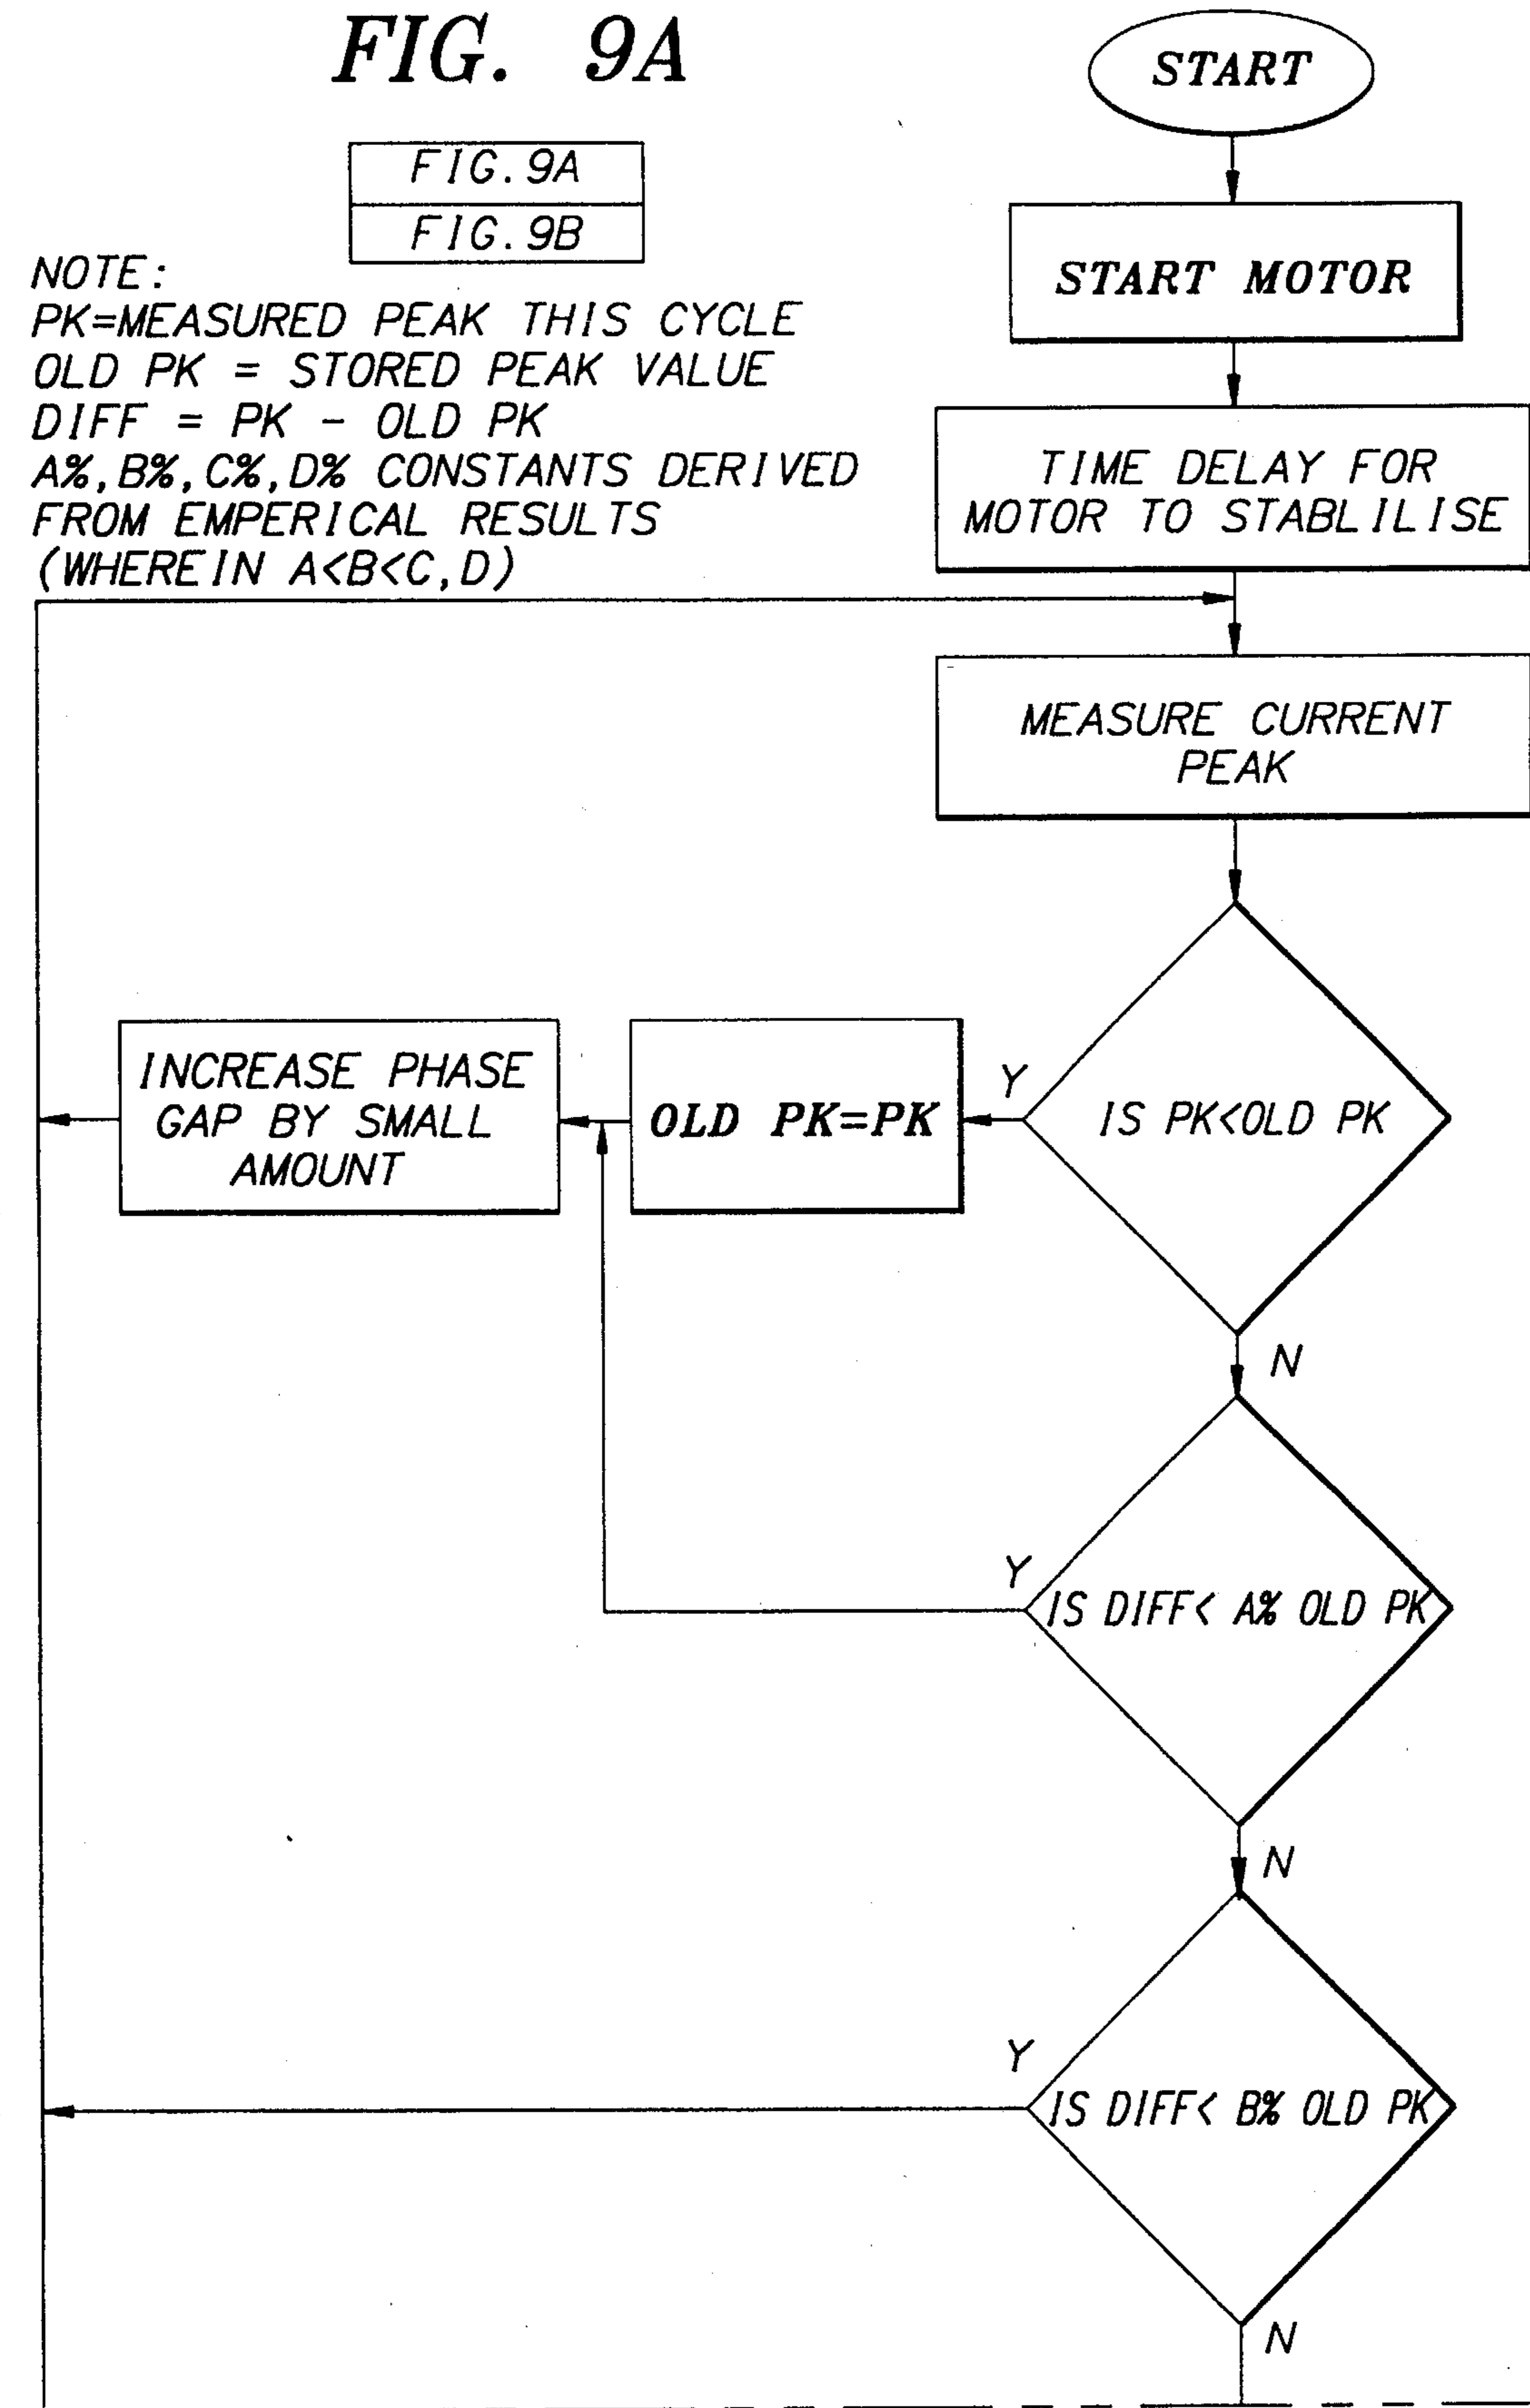 FIG. 9A
START
FIG.9A
FIG.9B
START MOTOR
NOTE:
PK=MEASURED PEAK THIS CYCLE
OLD PK = STORED PEAK VALUE
DIFF = PK - OLD PK
A%,B%,C%,D% CONSTANTS DERIVED
FROM EMPERICAL RESULTS
(WHEREIN A<B<C,D)
TIME DELAY FOR
MOTOR TO STABLILISE
MEASURE CURRENT
PEAK
IS PK<OLD PK
Y
OLD PK=PK
INCREASE PHASE
GAP BY SMALL
AMOUNT
N
IS DIFF< A% OLD PK
Y
N
IS DIFF< B% OLD PK
Y
N